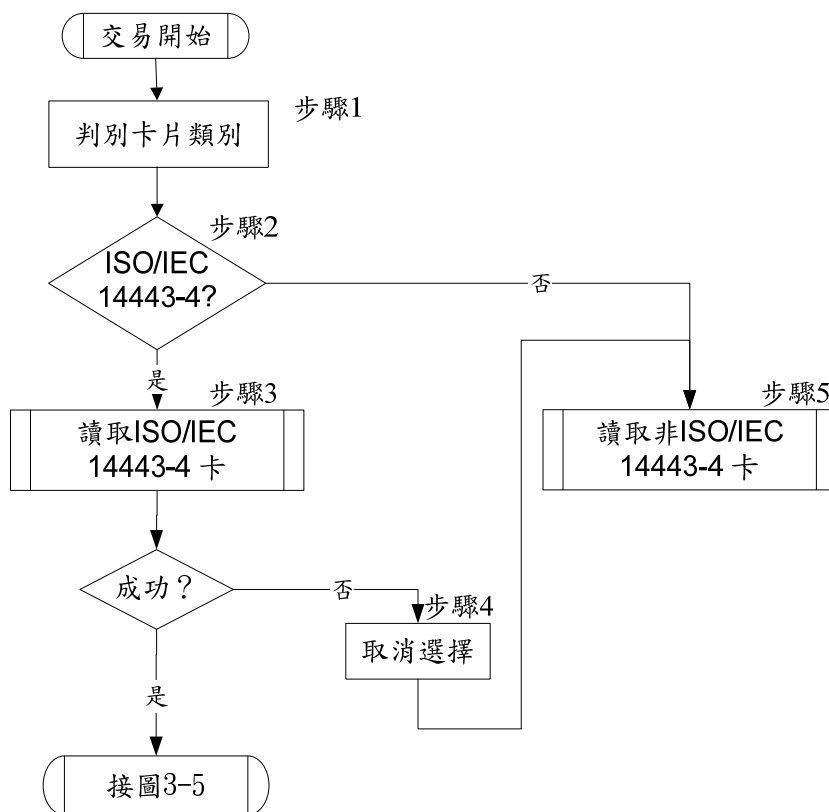 交易開始
步驟1
判別卡片類別
步驟2
ISO/IEC
14443-4?
否
是
步驟3
讀取ISO/IEC
14443-4 卡
步驟5
讀取非ISO/IEC
14443-4 卡
成功？
否
步驟4
取消選擇
是
接圖3-5